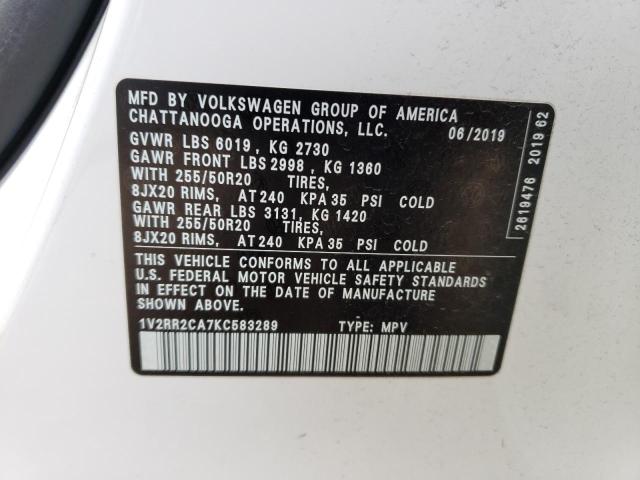 MFD BY VOLKSWAGEN GROUP OF AMERICA
CHATTANOOGA OPERATIONS, LLC. 06/2019
GVWR LBS 6019, KG 2730
GAWR FRONT LBS 2998, KG 1360
WITH 255/50R20 TIRES,
8JX20 RIMS, AT 240 KPA 35 PSI COLD
GAWR REAR LBS 3131, KG 1420
WITH 255/50R20 TIRES,
8JX20 RIMS, AT 240 KPA 35 PSI COLD
THIS VEHICLE CONFORMS TO ALL APPLICABLE
U.S. FEDERAL MOTOR VEHICLE SAFETY STANDARDS
IN EFFECT ON THE DATE OF MANUFACTURE
SHOWN ABOVE.
1V2RR2CA7KC583289 TYPE: MPV
2619476 2019 62